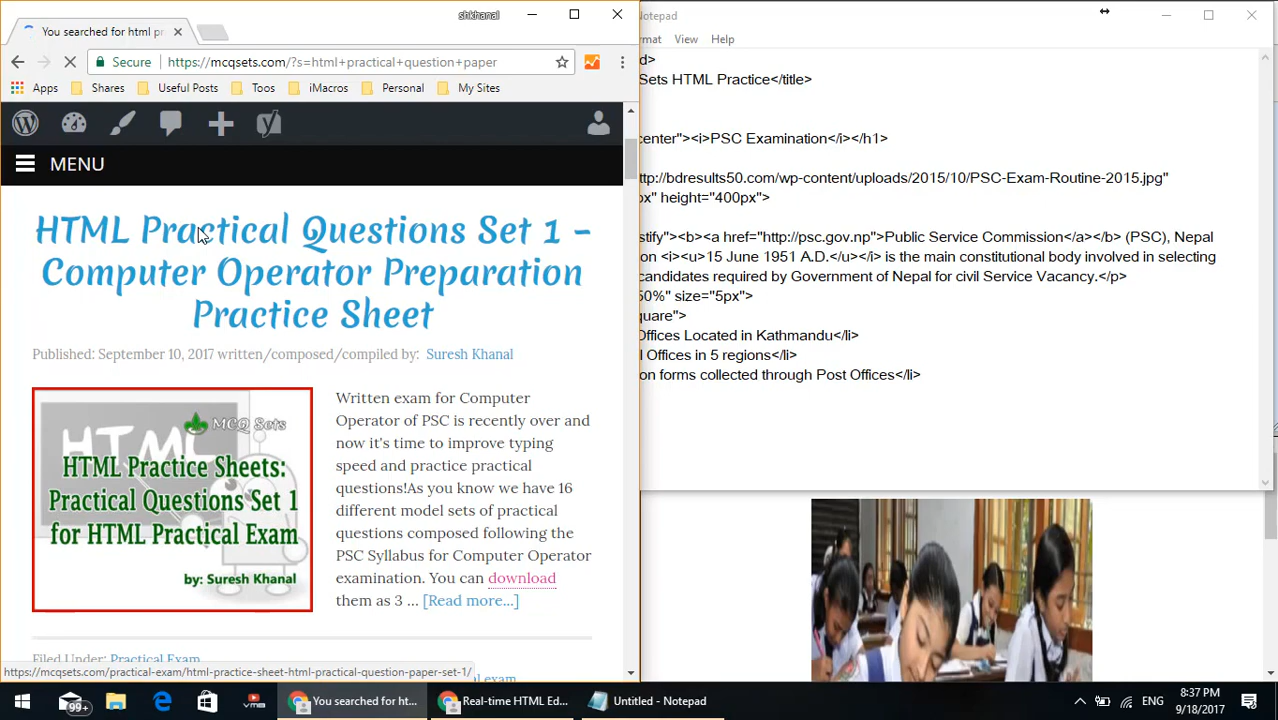 shkhanal
You searched for html pr
Secure
https://mcqsets.com/?s=html+practical+question+paper
Apps Shares Useful Posts Toos iMacros Personal My Sites
MENU
HTML Practical Questions Set 1 –
Computer Operator Preparation
Practice Sheet
Published: September 10, 2017 written/composed/compiled by: Suresh Khanal
MCQ Sets
HTML Practice Sheets:
Practical Questions Set 1
for HTML Practical Exam
by: Suresh Khanal
Written exam for Computer
Operator of PSC is recently over and
now it's time to improve typing
speed and practice practical
questions!As you know we have 16
different model sets of practical
questions composed following the
PSC Syllabus for Computer Operator
examination. You can download
them as 3 ... [Read more...]
Filed Under: Practical Exam
https://mcqsets.com/practical-exam/html-practice-sheet-html-practical-question-paper-set-1/
Notepad
rmat View Help
d>
Sets HTML Practice</title>
center"><i>PSC Examination</i></h1>
ttp://bdresults50.com/wp-content/uploads/2015/10/PSC-Exam-Routine-2015.jpg"
px" height="400px">
stify"><b><a href="http://psc.gov.np">Public Service Commission</a></b> (PSC), Nepal
on <i><u>15 June 1951 A.D.</u></i> is the main constitutional body involved in selecting
candidates required by Government of Nepal for civil Service Vacancy.</p>
50%" size="5px">
quare">
Offices Located in Kathmandu</li>
l Offices in 5 regions</li>
on forms collected through Post Offices</li>
99+
You searched for ht...
Real-time HTML Ed...
Untitled - Notepad
ENG
8:37 PM
9/18/2017